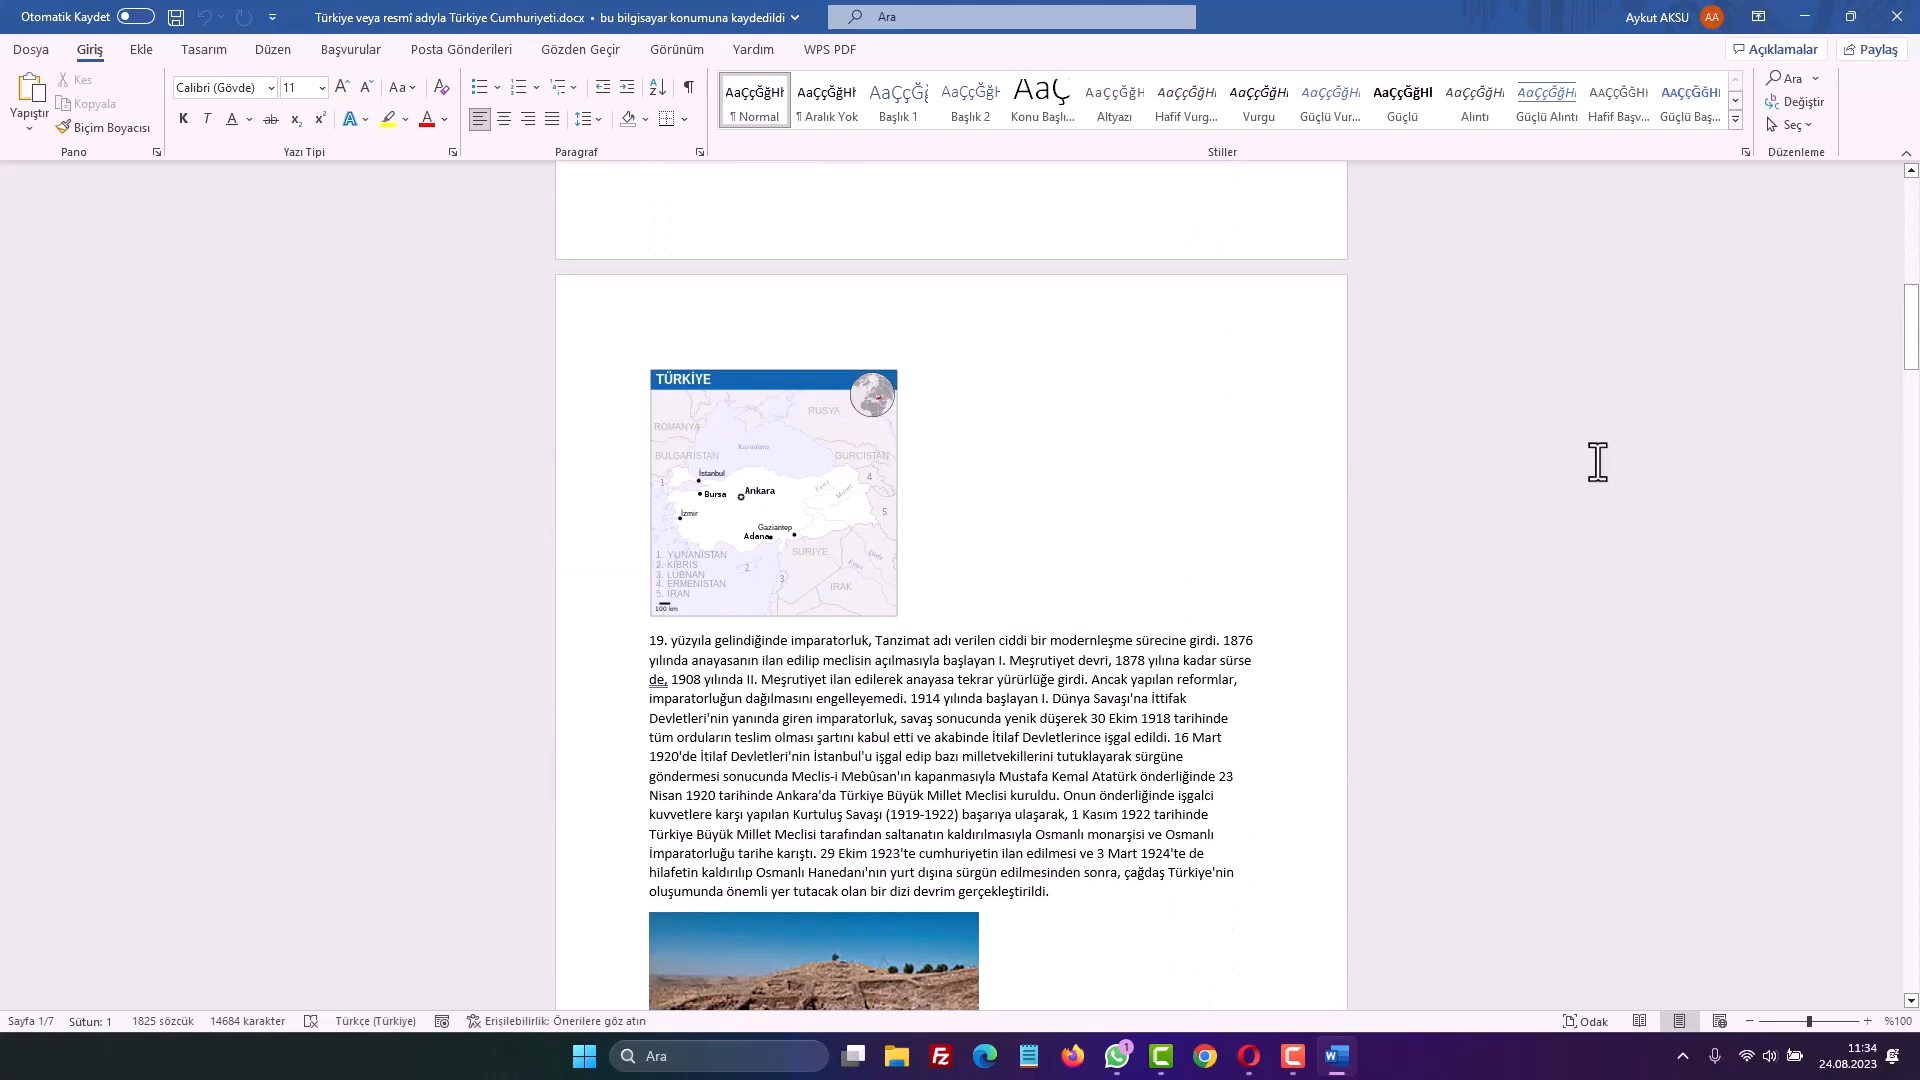 Otomatik Kaydet
Türkiye veya resmî adıyla Türkiye Cumhuriyeti.docx • bu bilgisayar konumuna kaydedildi
Ara
Aykut AKSU
AA
Dosya
Giriş
Ekle
Tasarım
Düzen
Başvurular
Posta Gönderileri
Gözden Geçir
Görünüm
Yardım
WPS PDF
Açıklamalar
Paylaş
Yapıştır
Kes
Kopyala
Biçim Boyacısı
Pano
Calibri (Gövde)
11
Yazı Tipi
Paragraf
¶ Normal
¶ Aralık Yok
Başlık 1
Başlık 2
Konu Başlı...
Altyazı
Hafif Vurg...
Vurgu
Güçlü Vur...
Güçlü
Alıntı
Güçlü Alıntı
Hafif Başv...
Güçlü Baş...
Stiller
Ara
Değiştir
Seç
Düzenleme
TÜRKİYE
RUSYA
ROMANYA
Karadeniz
BULGARİSTAN
GÜRCİSTAN
İstanbul
1
4
Bursa
Ankara
Fırat
Murat
İzmir
5
Gaziantep
Adana
SURİYE
Dicle
Fırat
1. YUNANİSTAN
2. KIBRIS
3. LÜBNAN
4. ERMENİSTAN
5. İRAN
2
3
IRAK
100 km
19. yüzyıla gelindiğinde imparatorluk, Tanzimat adı verilen ciddi bir modernleşme sürecine girdi. 1876
yılında anayasanın ilan edilip meclisin açılmasıyla başlayan I. Meşrutiyet devri, 1878 yılına kadar sürse
de, 1908 yılında II. Meşrutiyet ilan edilerek anayasa tekrar yürürlüğe girdi. Ancak yapılan reformlar,
imparatorluğun dağılmasını engelleyemedi. 1914 yılında başlayan I. Dünya Savaşı'na İttifak
Devletleri'nin yanında giren imparatorluk, savaş sonucunda yenik düşerek 30 Ekim 1918 tarihinde
tüm orduların teslim olması şartını kabul etti ve akabinde İtilaf Devletlerince işgal edildi. 16 Mart
1920'de İtilaf Devletleri'nin İstanbul'u işgal edip bazı milletvekillerini tutuklayarak sürgüne
göndermesi sonucunda Meclis-i Mebûsan'ın kapanmasıyla Mustafa Kemal Atatürk önderliğinde 23
Nisan 1920 tarihinde Ankara'da Türkiye Büyük Millet Meclisi kuruldu. Onun önderliğinde işgalci
kuvvetlere karşı yapılan Kurtuluş Savaşı (1919-1922) başarıya ulaşarak, 1 Kasım 1922 tarihinde
Türkiye Büyük Millet Meclisi tarafından saltanatın kaldırılmasıyla Osmanlı monarşisi ve Osmanlı
İmparatorluğu tarihe karıştı. 29 Ekim 1923'te cumhuriyetin ilan edilmesi ve 3 Mart 1924'te de
hilafetin kaldırılıp Osmanlı Hanedanı'nın yurt dışına sürgün edilmesinden sonra, çağdaş Türkiye'nin
oluşumunda önemli yer tutacak olan bir dizi devrim gerçekleştirildi.
Sayfa 1/7
Sütun: 1
1825 sözcük
14684 karakter
Türkçe (Türkiye)
Erişilebilirlik: Önerilere göz atın
Odak
%100
Ara
1
11:34
24.08.2023